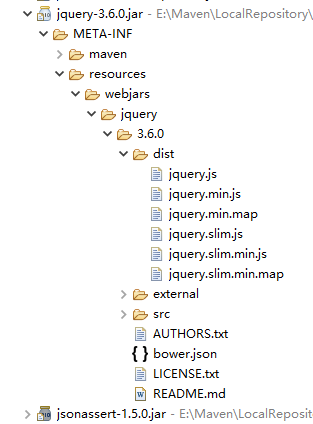 jquery-3.6.0.jar - E:\Maven\LocalRepository\
META-INF
maven
resources
webjars
jquery
3.6.0
dist
jquery.js
jquery.min.js
jquery.min.map
jquery.slim.js
jquery.slim.min.js
jquery.slim.min.map
external
src
AUTHORS.txt
{ } bower.json
LICENSE.txt
README.md
jsonassert-1.5.0.jar - E:\Maven\LocalReposito